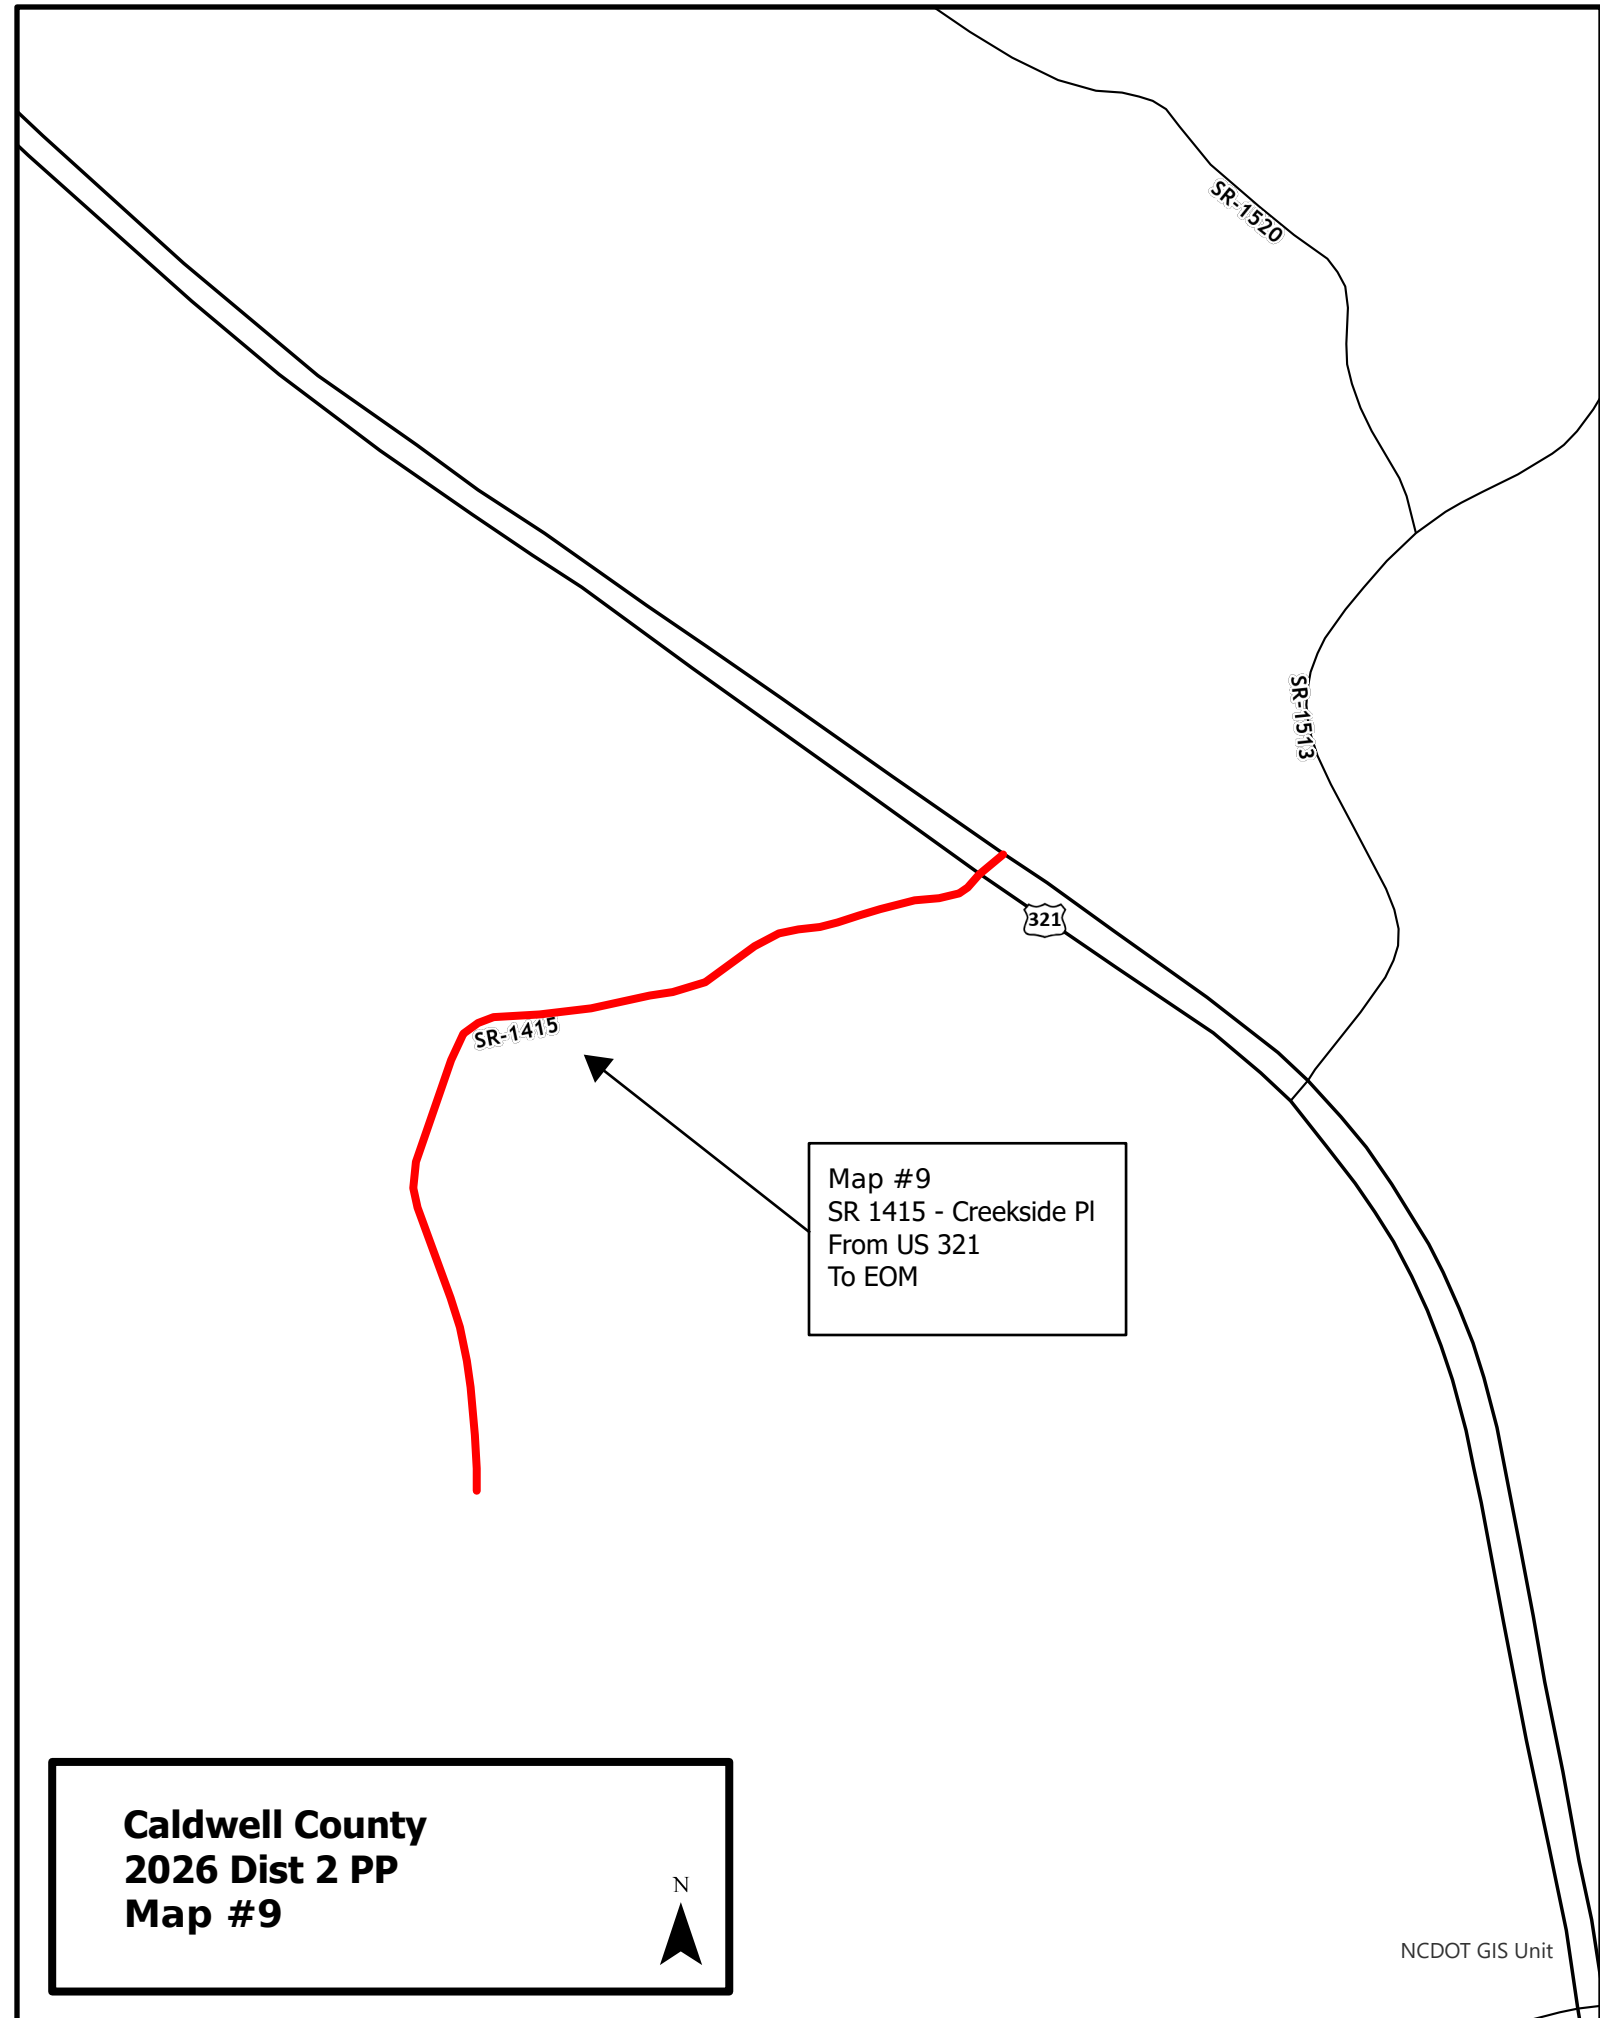 SR-1520
SR-1513
321
SR-1415
Map #9
SR 1415 - Creekside Pl
From US 321
To EOM
Caldwell County
2026 Dist 2 PP
Map #9
N
NCDOT GIS Unit